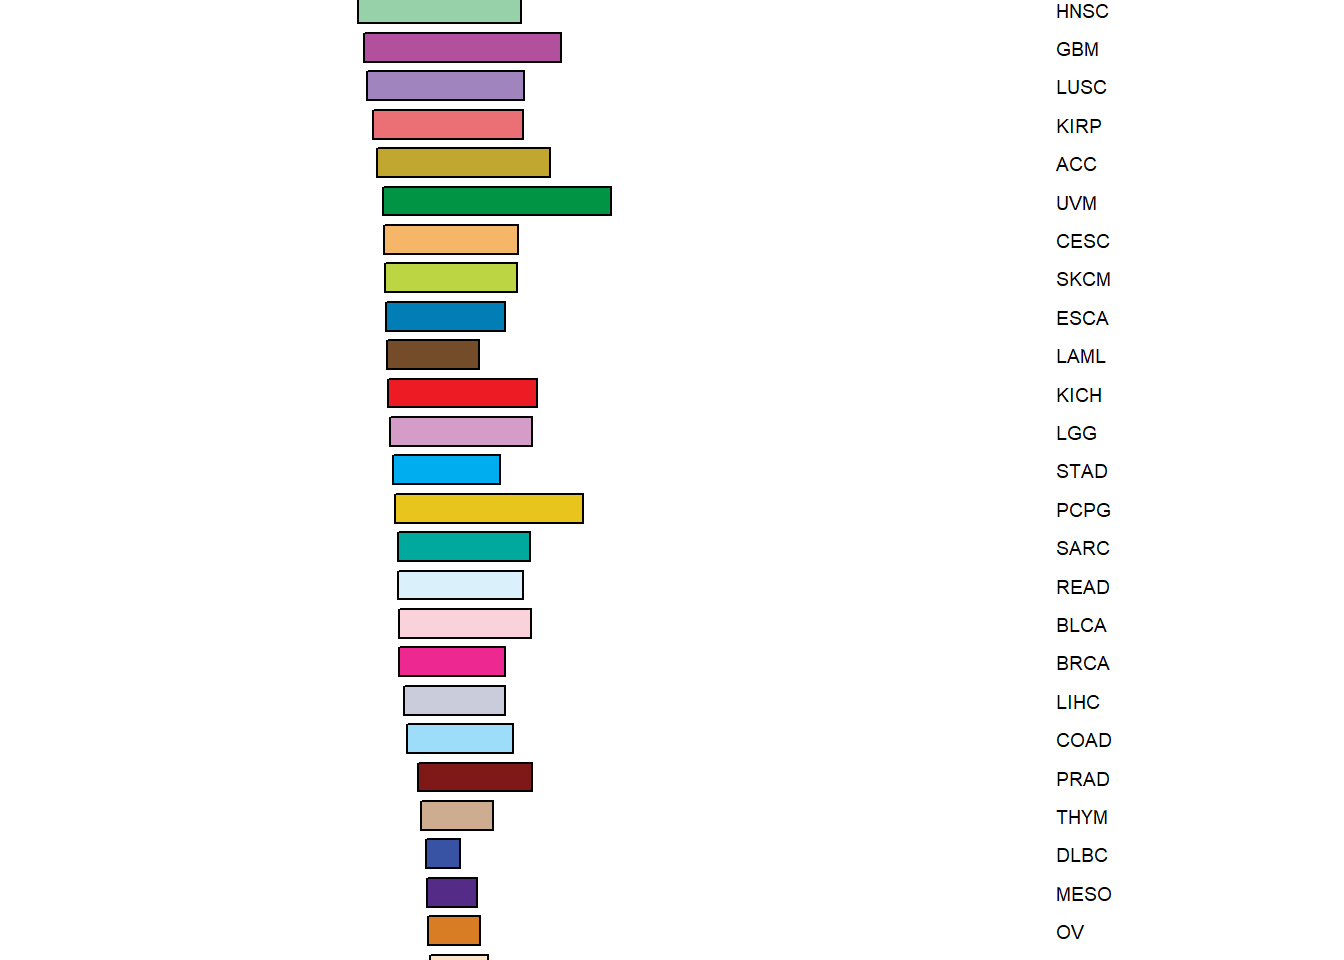 HNSC
GBM
LUSC
KIRP
ACC
UVM
CESC
SKCM
ESCA
LAML
KICH
LGG
STAD
PCPG
SARC
READ
BLCA
BRCA
LIHC
COAD
PRAD
THYM
DLBC
MESO
OV